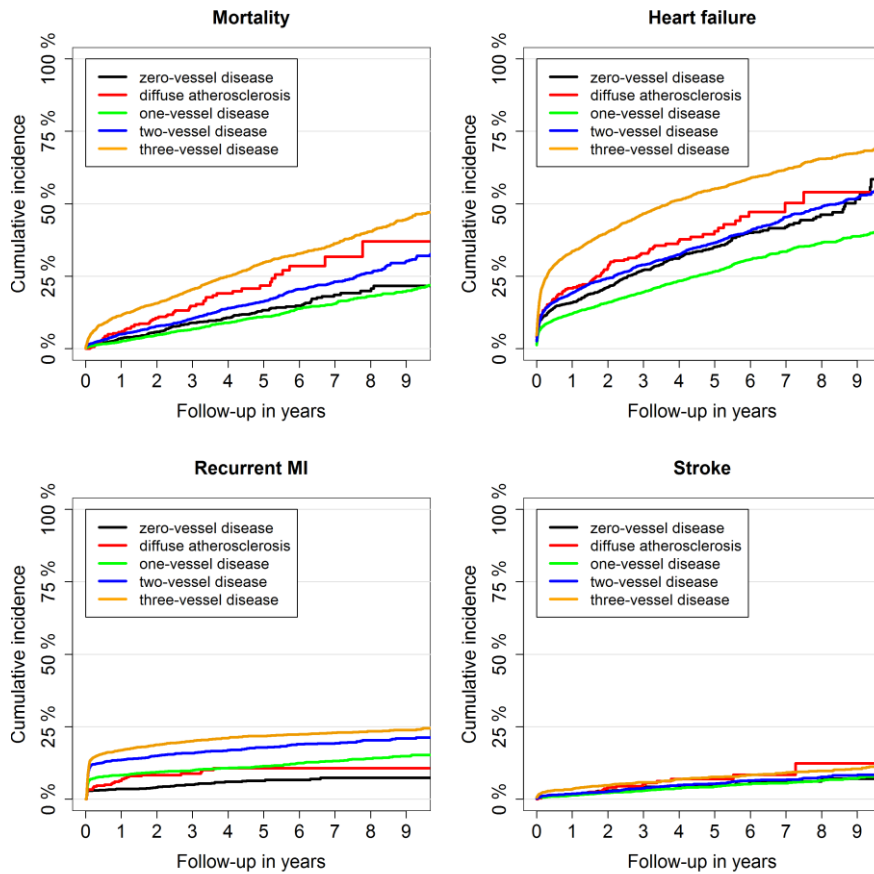 Mortality
Cumulative incidence
0 % 25 % 50 % 75 % 100 %
zero-vessel disease
diffuse atherosclerosis
one-vessel disease
two-vessel disease
three-vessel disease
0 1 2 3 4 5 6 7 8 9
Follow-up in years
Heart failure
Cumulative incidence
0 % 25 % 50 % 75 % 100 %
zero-vessel disease
diffuse atherosclerosis
one-vessel disease
two-vessel disease
three-vessel disease
0 1 2 3 4 5 6 7 8 9
Follow-up in years
Recurrent MI
Cumulative incidence
0 % 25 % 50 % 75 % 100 %
zero-vessel disease
diffuse atherosclerosis
one-vessel disease
two-vessel disease
three-vessel disease
0 1 2 3 4 5 6 7 8 9
Follow-up in years
Stroke
Cumulative incidence
0 % 25 % 50 % 75 % 100 %
zero-vessel disease
diffuse atherosclerosis
one-vessel disease
two-vessel disease
three-vessel disease
0 1 2 3 4 5 6 7 8 9
Follow-up in years